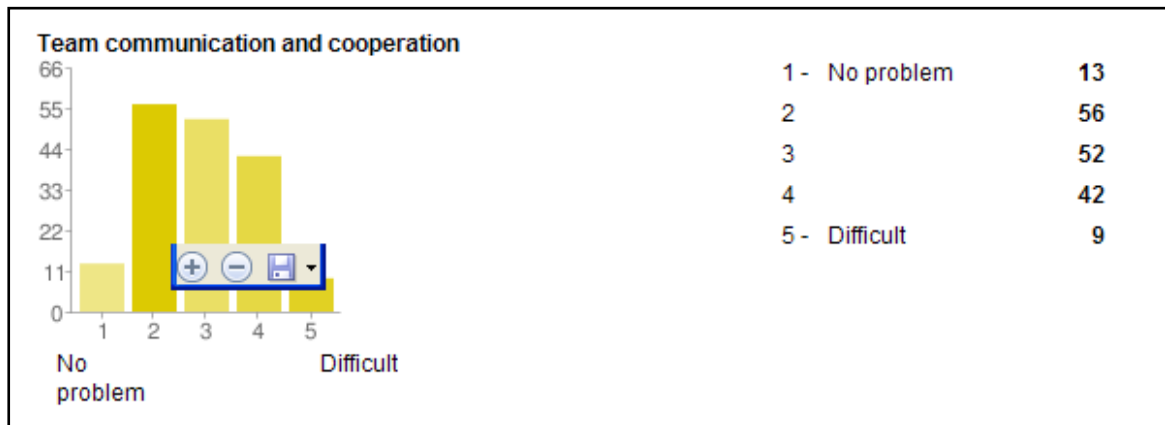 Team communication and cooperation
66
55
44
33
22
11
0
1 2 3 4 5
No problem
Difficult
1 - No problem 13
2 56
3 52
4 42
5 - Difficult 9